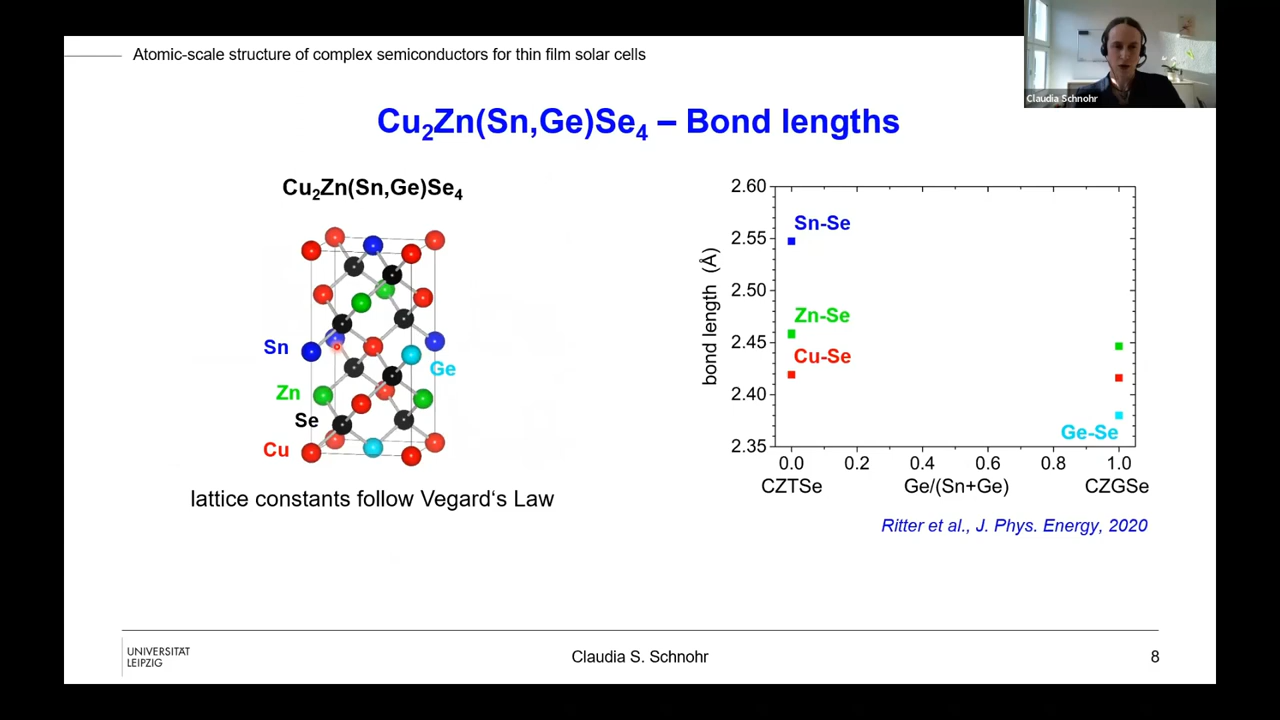 Atomic-scale structure of complex semiconductors for thin film solar cells
Claudia Schnohr
Cu₂Zn(Sn,Ge)Se₄ – Bond lengths
Cu₂Zn(Sn,Ge)Se₄
Sn
Zn
Se
Cu
Ge
lattice constants follow Vegard‘s Law
bond length (Å)
2.60
2.55
2.50
2.45
2.40
2.35
Sn-Se
Zn-Se
Cu-Se
Ge-Se
0.0 0.2 0.4 0.6 0.8 1.0
CZTSe Ge/(Sn+Ge) CZGSe
Ritter et al., J. Phys. Energy, 2020
UNIVERSITÄT
LEIPZIG
Claudia S. Schnohr
8